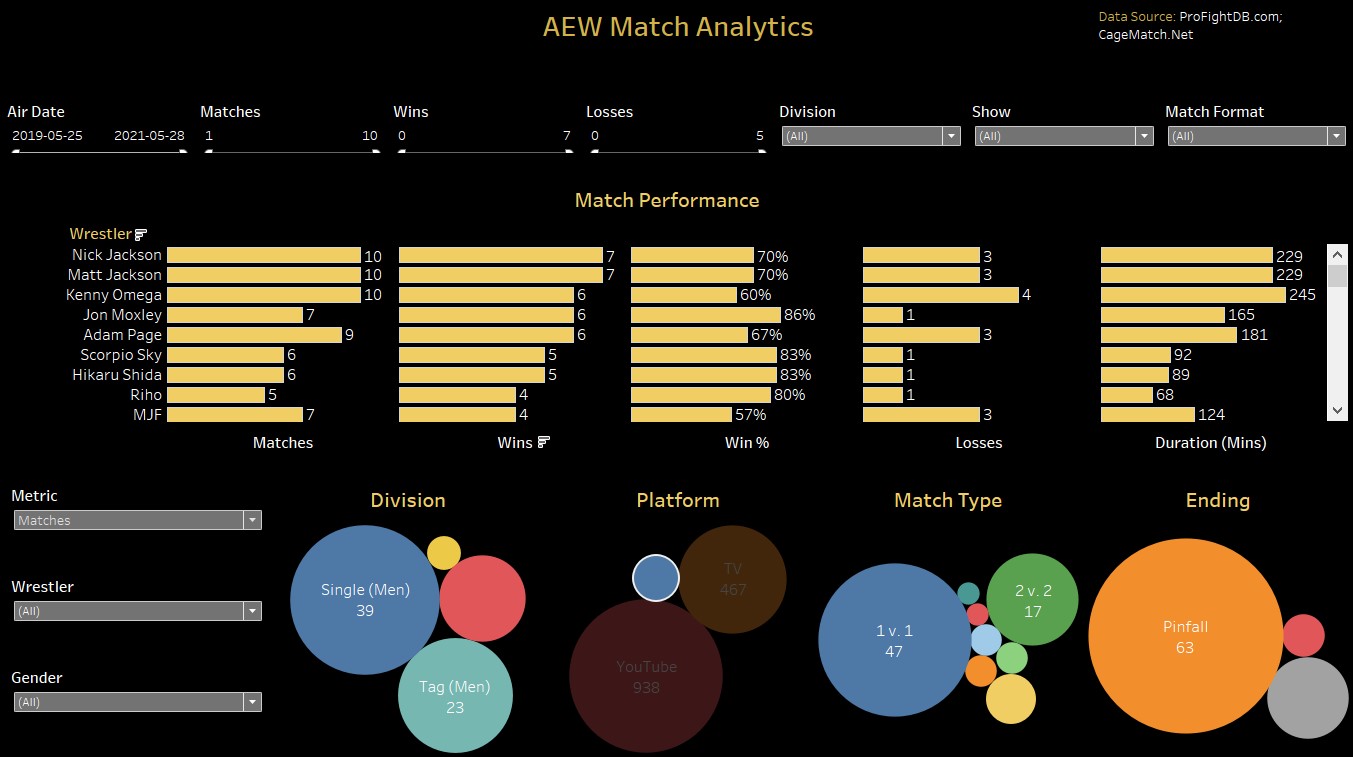 AEW Match Analytics
Data Source: ProFightDB.com;
CageMatch.Net
Air Date
2019-05-25 2021-05-28
Matches
1 10
Wins
0 7
Losses
0 5
Division
(All)
Show
(All)
Match Format
(All)
Match Performance
Wrestler
Nick Jackson 10 7 70% 3 229
Matt Jackson 10 7 70% 3 229
Kenny Omega 10 6 60% 4 245
Jon Moxley 7 6 86% 1 165
Adam Page 9 6 67% 3 181
Scorpio Sky 6 5 83% 1 92
Hikaru Shida 6 5 83% 1 89
Riho 5 4 80% 1 68
MJF 7 4 57% 3 124
Matches Wins Win % Losses Duration (Mins)
Metric
Matches
Wrestler
(All)
Gender
(All)
Division
Single (Men)
39
Tag (Men)
23
Platform
TV
467
YouTube
938
Match Type
1 v. 1
47
2 v. 2
17
Ending
Pinfall
63